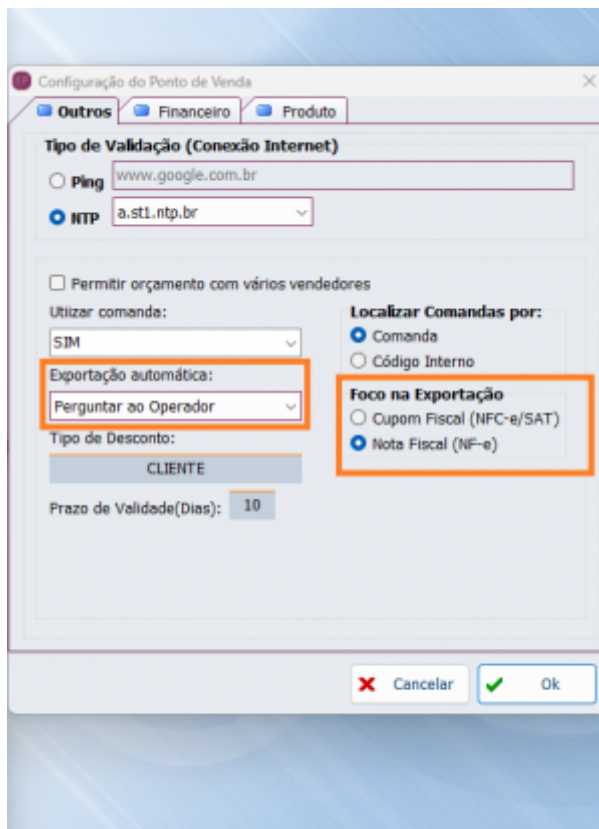 Configuração do Ponto de Venda
Outros Financeiro Produto
Tipo de Validação (Conexão Internet)
Ping www.google.com.br
NTP a.st1.ntp.br
Permitir orçamento com vários vendedores
Utilizar comanda:
SIM
Localizar Comandas por:
Comanda
Código Interno
Exportação automática:
Perguntar ao Operador
Foco na Exportação
Cupom Fiscal (NFC-e/SAT)
Nota Fiscal (NF-e)
Tipo de Desconto:
CLIENTE
Prazo de Validade(Dias): 10
Cancelar Ok